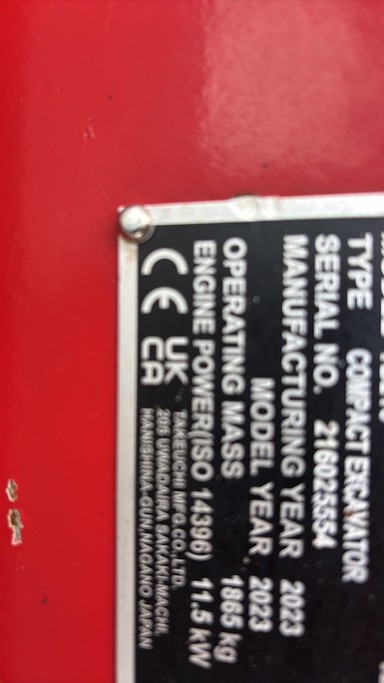 TYPE COMPACT EXCAVATOR
SERIAL NO. 216025554
MANUFACTURING YEAR 2023
MODEL YEAR 2023
OPERATING MASS 1865 kg
ENGINE POWER(ISO 14396) 11.5 kW
CE UK CA
TAKEUCHI MFG.CO.,LTD.
205 UWADAIRA SAKAKI-MACHI,
HANISHINA-GUN,NAGANO JAPAN